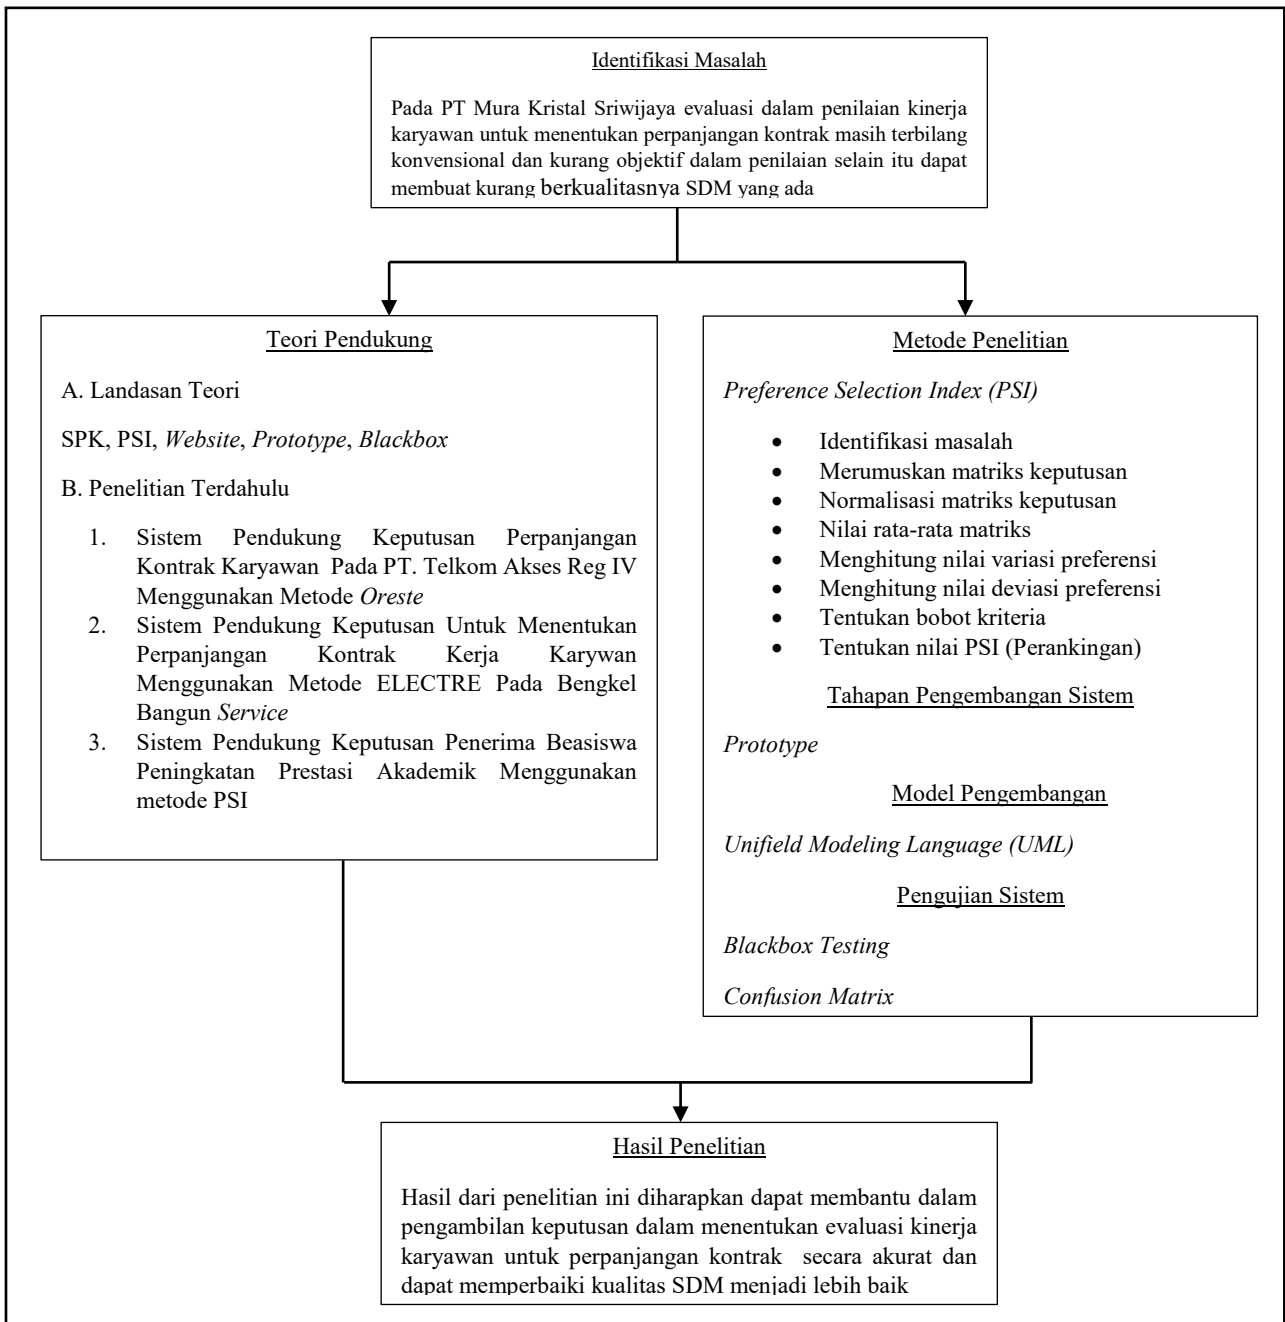 Identifikasi Masalah
Pada PT Mura Kristal Sriwijaya evaluasi dalam penilaian kinerja
karyawan untuk menentukan perpanjangan kontrak masih terbilang
konvensional dan kurang objektif dalam penilaian selain itu dapat
membuat kurang berkualitasnya SDM yang ada
Teori Pendukung
A. Landasan Teori
SPK, PSI, Website, Prototype, Blackbox
B. Penelitian Terdahulu
1. Sistem Pendukung Keputusan Perpanjangan
Kontrak Karyawan Pada PT. Telkom Akses Reg IV
Menggunakan Metode Oreste
2. Sistem Pendukung Keputusan Untuk Menentukan
Perpanjangan Kontrak Kerja Karywan
Menggunakan Metode ELECTRE Pada Bengkel
Bangun Service
3. Sistem Pendukung Keputusan Penerima Beasiswa
Peningkatan Prestasi Akademik Menggunakan
metode PSI
Metode Penelitian
Preference Selection Index (PSI)
• Identifikasi masalah
• Merumuskan matriks keputusan
• Normalisasi matriks keputusan
• Nilai rata-rata matriks
• Menghitung nilai variasi preferensi
• Menghitung nilai deviasi preferensi
• Tentukan bobot kriteria
• Tentukan nilai PSI (Perankingan)
Tahapan Pengembangan Sistem
Prototype
Model Pengembangan
Unifield Modeling Language (UML)
Pengujian Sistem
Blackbox Testing
Confusion Matrix
Hasil Penelitian
Hasil dari penelitian ini diharapkan dapat membantu dalam
pengambilan keputusan dalam menentukan evaluasi kinerja
karyawan untuk perpanjangan kontrak secara akurat dan
dapat memperbaiki kualitas SDM menjadi lebih baik